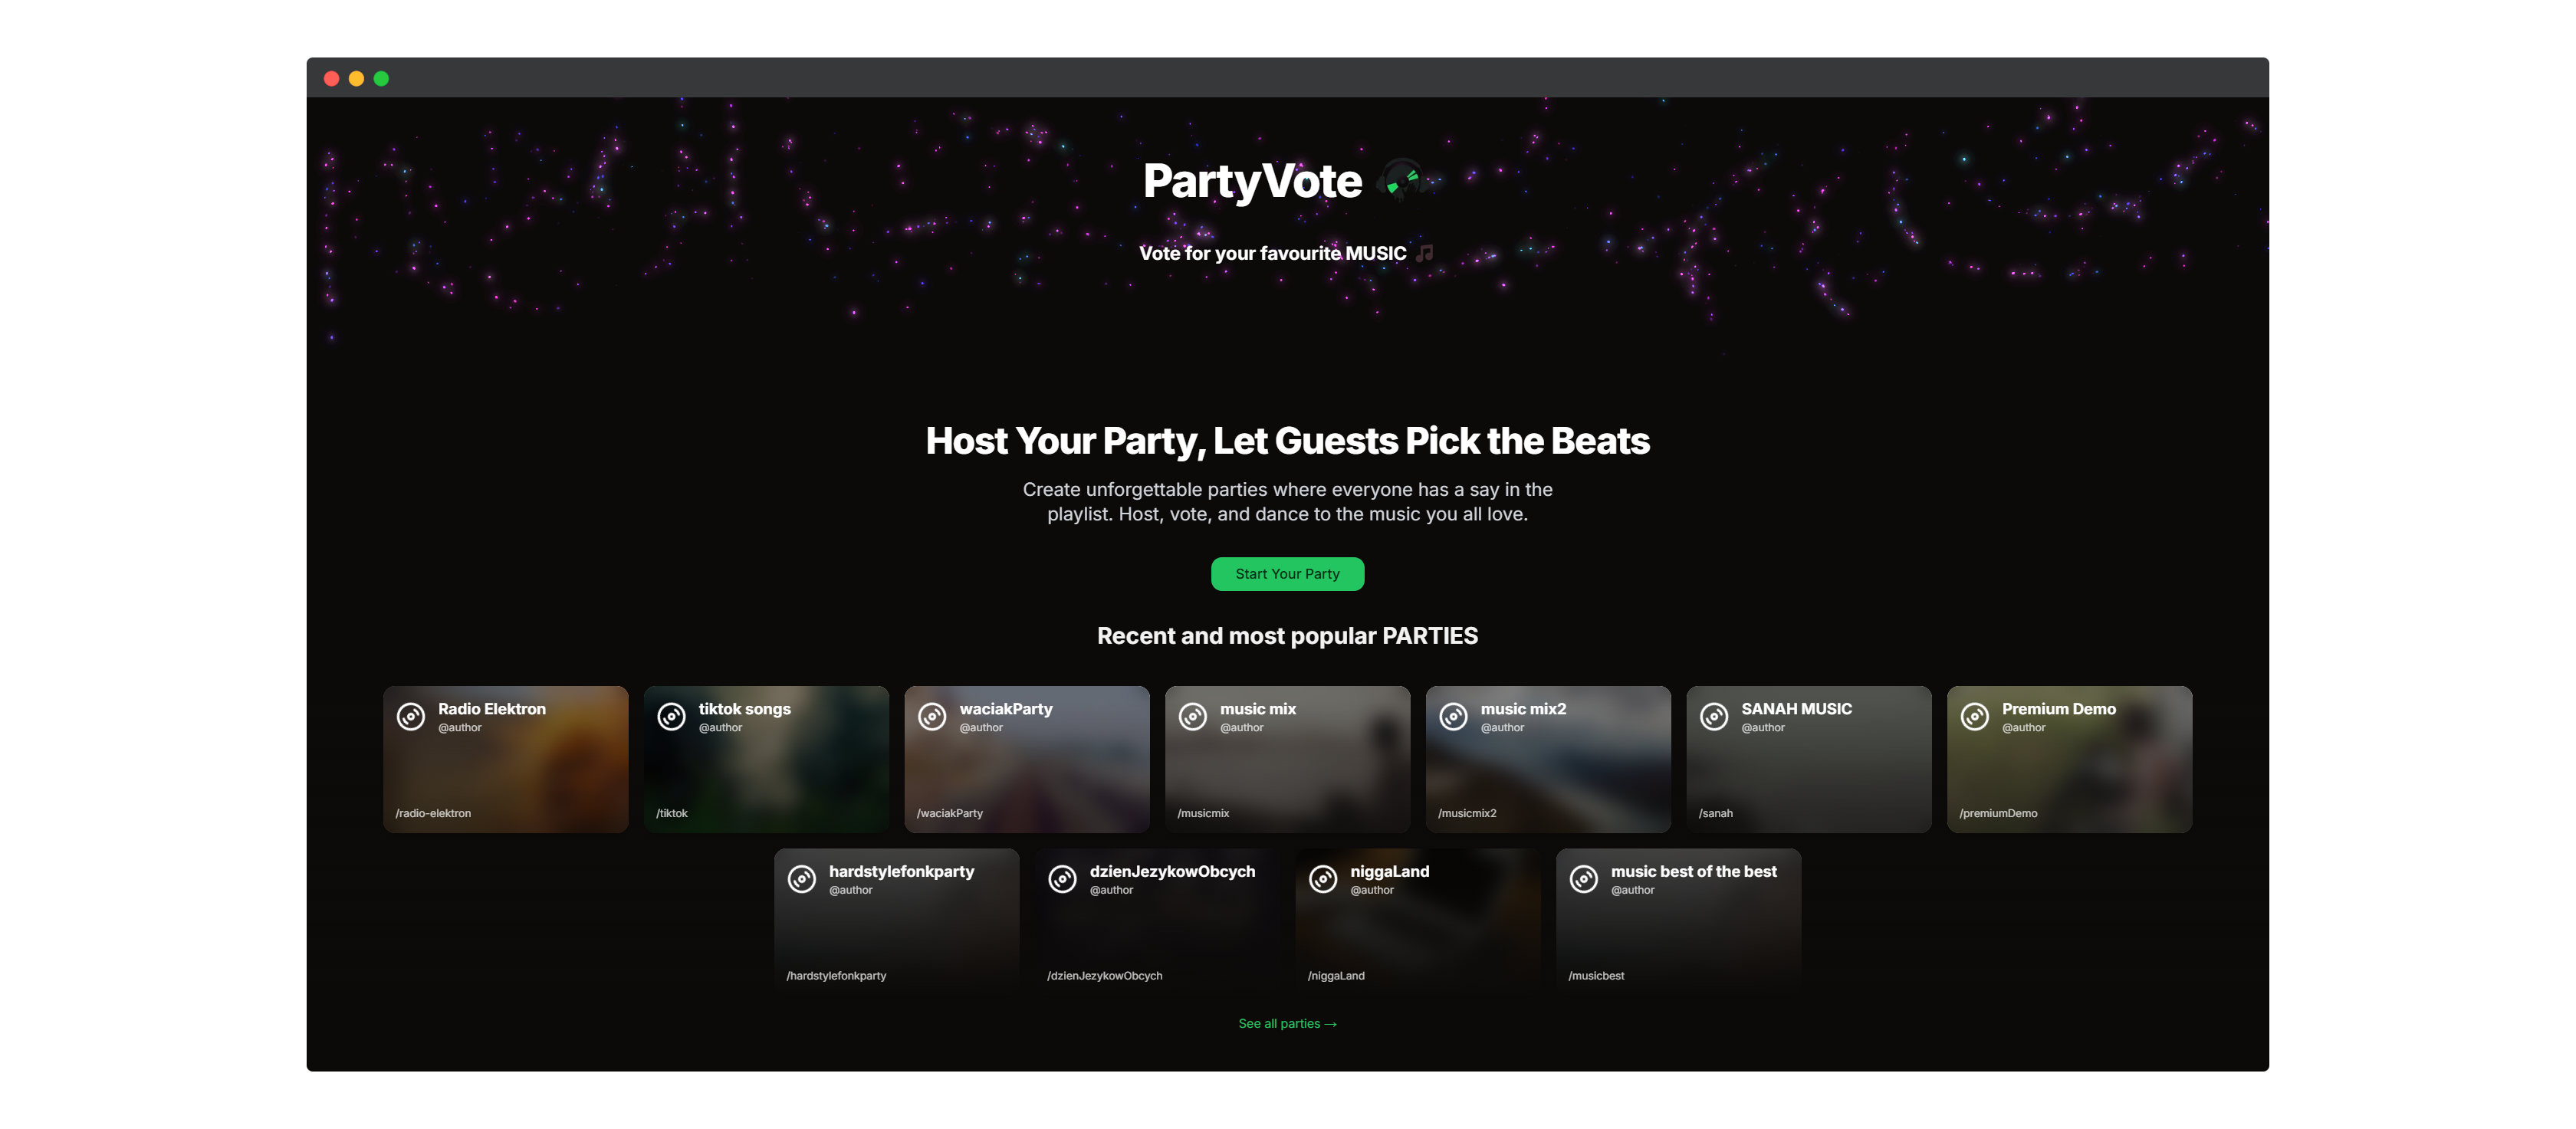 PartyVote
Vote for your favourite MUSIC
Host Your Party, Let Guests Pick the Beats
Create unforgettable parties where everyone has a say in the
playlist. Host, vote, and dance to the music you all love.
Start Your Party
Recent and most popular PARTIES
Radio Elektron
@author
/radio-elektron
tiktok songs
@author
/tiktok
waciakParty
@author
/waciakParty
music mix
@author
/musicmix
music mix2
@author
/musicmix2
SANAH MUSIC
@author
/sanah
Premium Demo
@author
/premiumDemo
hardstylefonkparty
@author
/hardstylefonkparty
dzienJezykowObcych
@author
/dzienJezykowObcych
niggaLand
@author
/niggaLand
music best of the best
@author
/musicbest
See all parties →